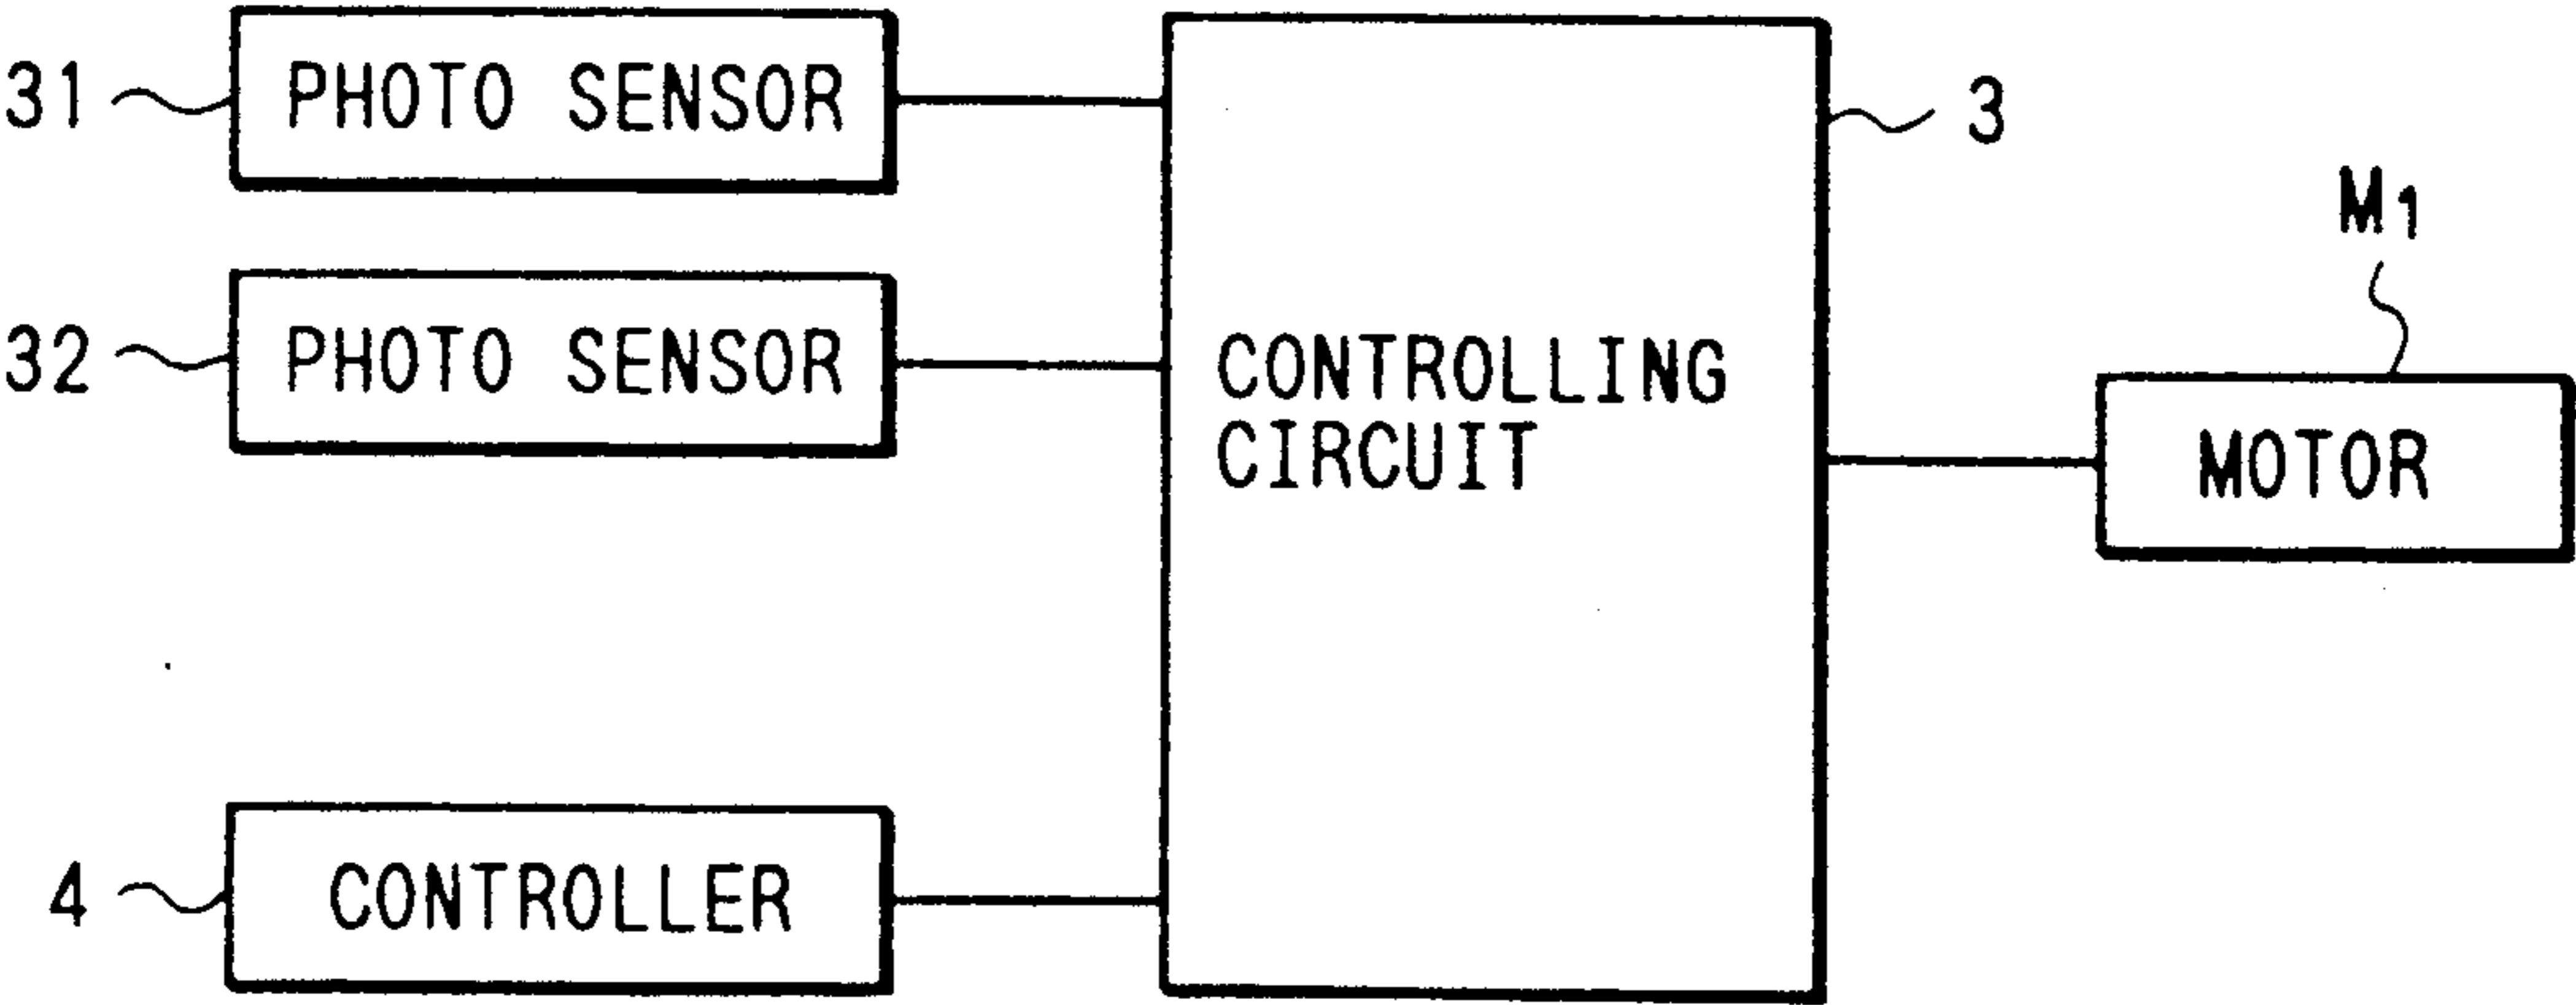 31 PHOTO SENSOR
3
M1
32 PHOTO SENSOR
CONTROLLING
CIRCUIT
MOTOR
4 CONTROLLER